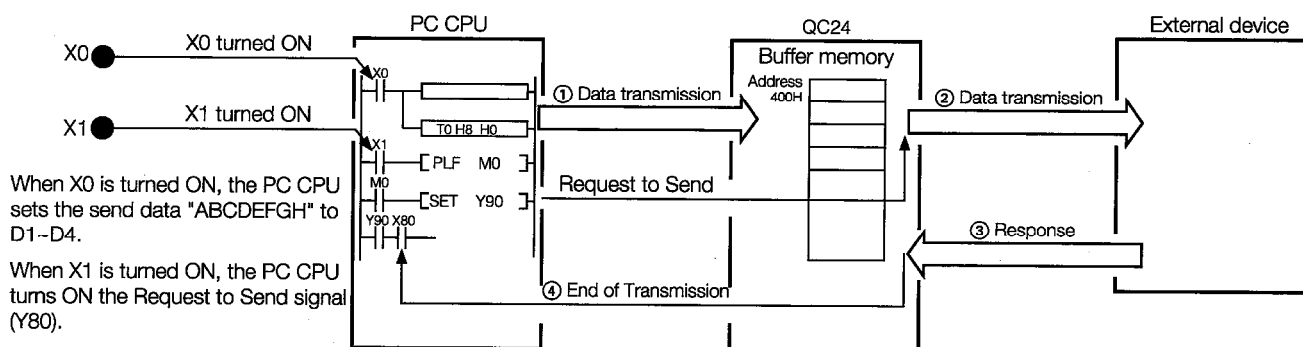 PC CPU
QC24
External device
X0
X0 turned ON
X1
X1 turned ON
When X0 is turned ON, the PC CPU
sets the send data "ABCDEFGH" to
D1~D4.
When X1 is turned ON, the PC CPU
turns ON the Request to Send signal
(Y80).
X0
T0 H8 H0
X1
PLF M0
M0
SET Y90
Y90 X80
① Data transmission
Request to Send
Buffer memory
Address
400H
② Data transmission
③ Response
④ End of Transmission